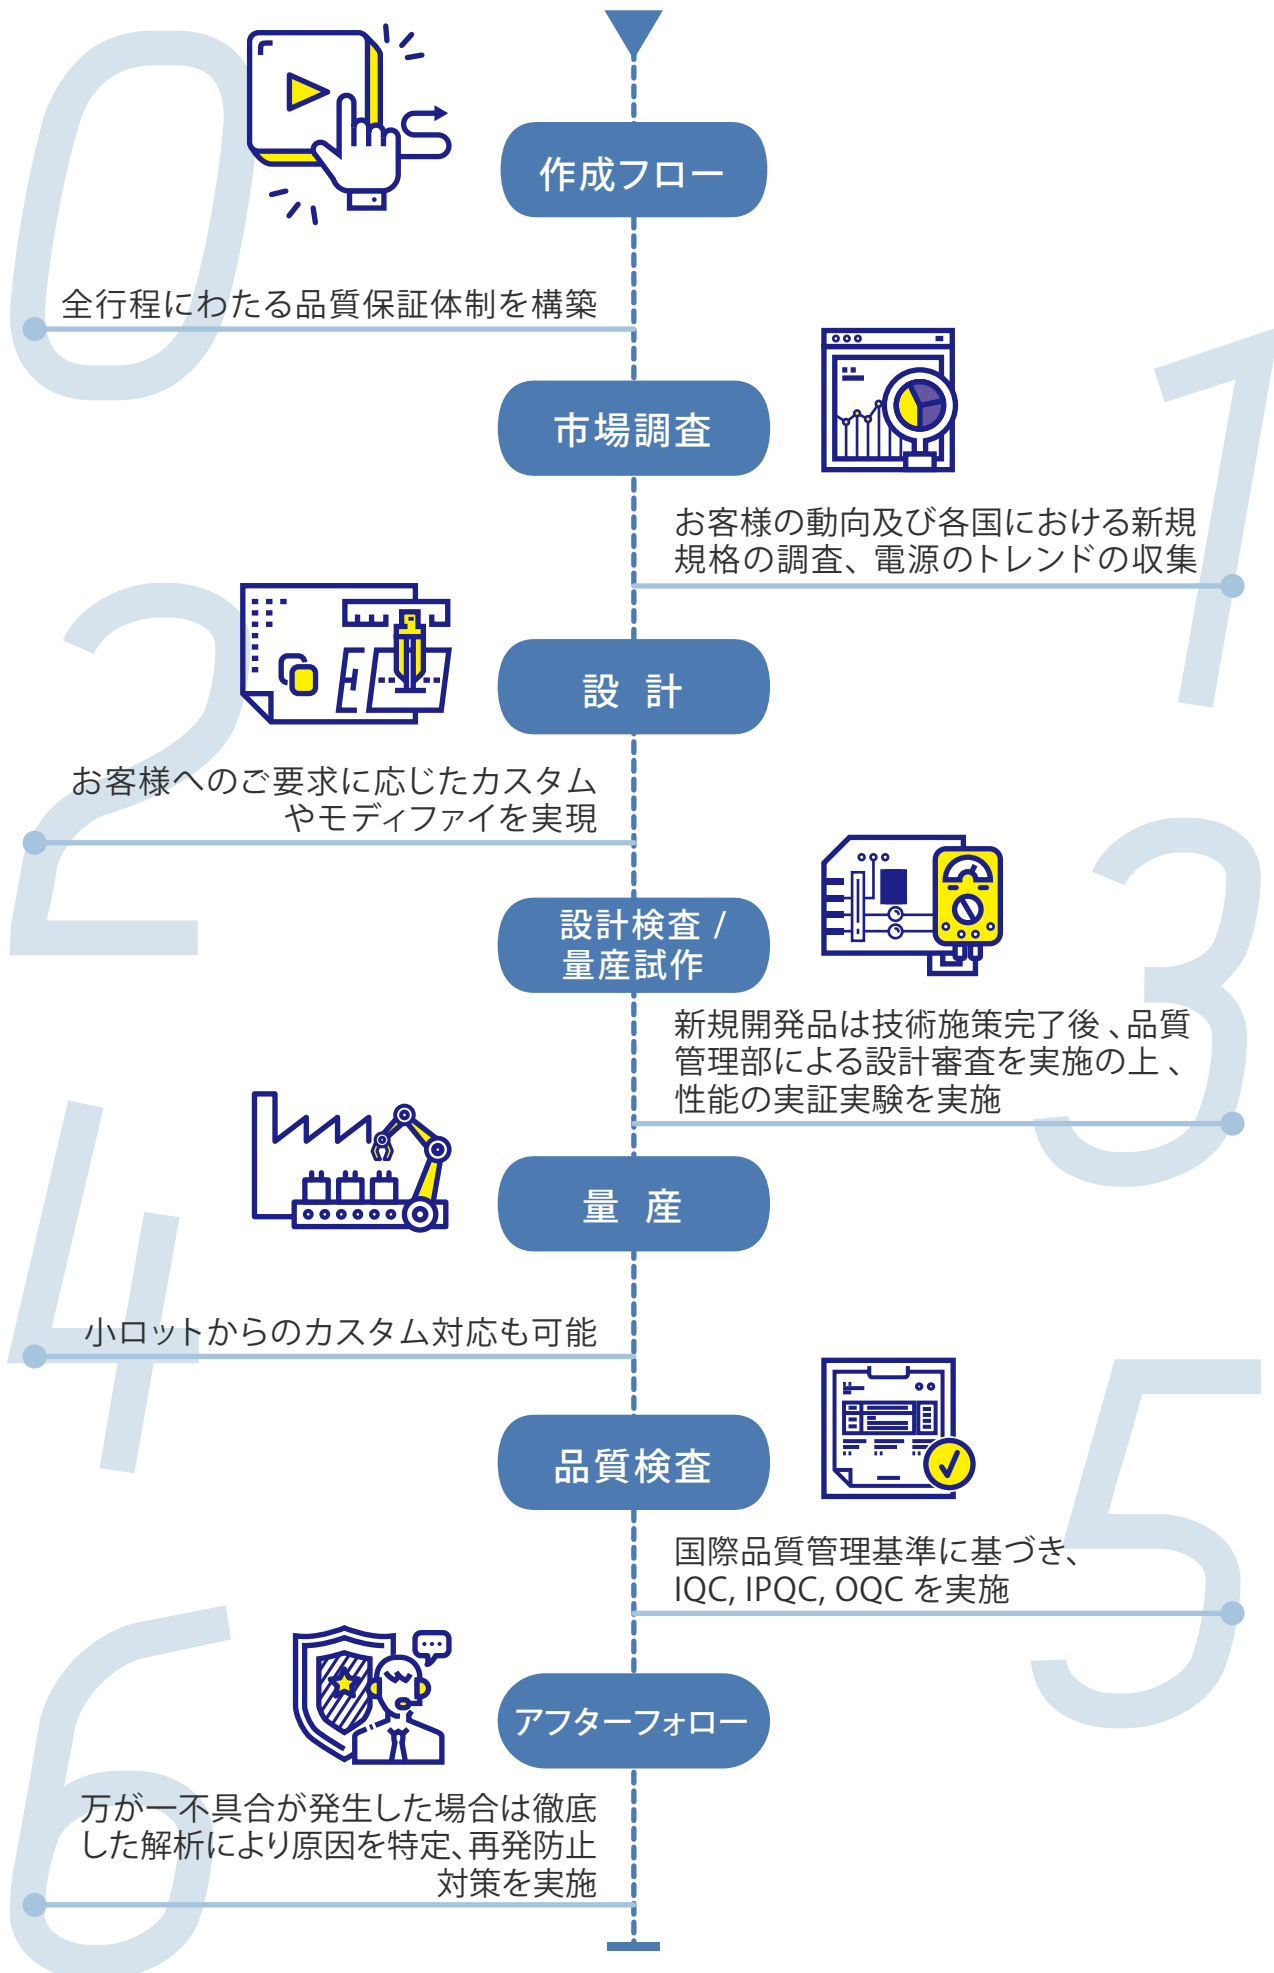 0
作成フロー
全行程にわたる品質保証体制を構築
1
市場調査
お客様の動向及び各国における新規
規格の調査、電源のトレンドの収集
2
設 計
お客様へのご要求に応じたカスタム
やモディファイを実現
3
設計検査 /
量産試作
新規開発品は技術施策完了後、品質
管理部による設計審査を実施の上、
性能の実証実験を実施
4
量 産
小ロットからのカスタム対応も可能
5
品質検査
国際品質管理基準に基づき、
IQC, IPQC, OQC を実施
6
アフターフォロー
万が一不具合が発生した場合は徹底
した解析により原因を特定、再発防止
対策を実施